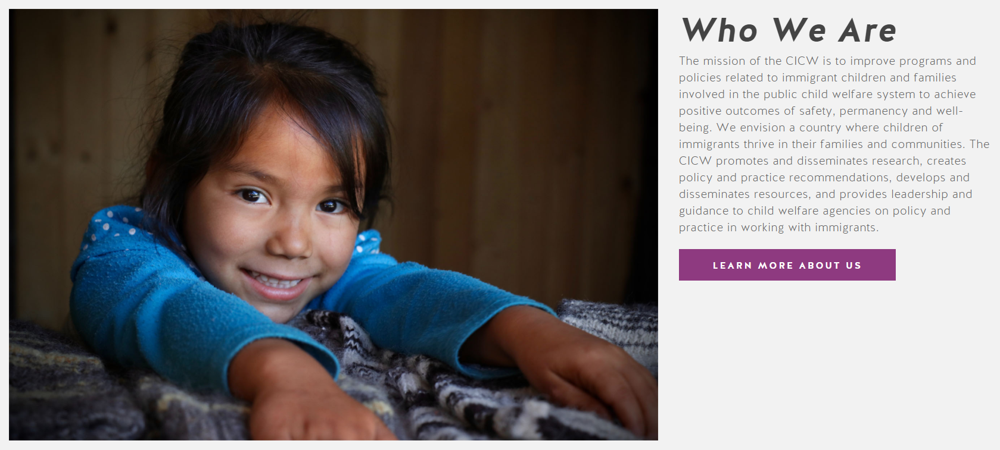 Who We Are
The mission of the CICW is to improve programs and
policies related to immigrant children and families
involved in the public child welfare system to achieve
positive outcomes of safety, permanency and well-
being. We envision a country where children of
immigrants thrive in their families and communities. The
CICW promotes and disseminates research, creates
policy and practice recommendations, develops and
disseminates resources, and provides leadership and
guidance to child welfare agencies on policy and
practice in working with immigrants.
LEARN MORE ABOUT US